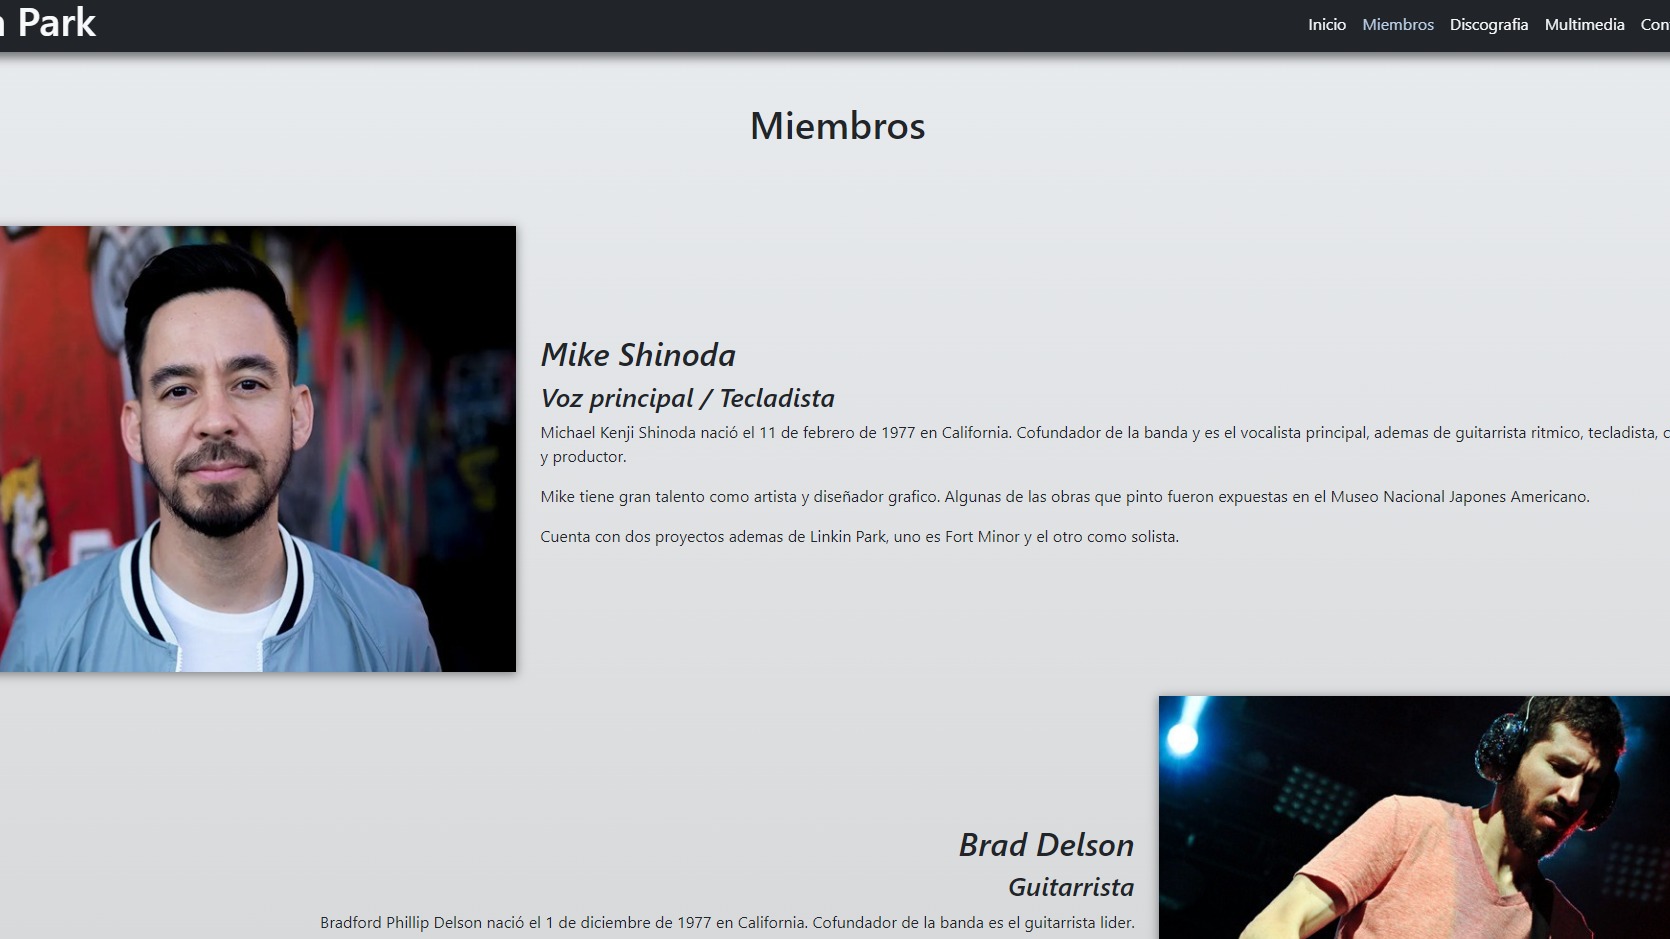 Park
Inicio Miembros Discografia Multimedia
Miembros
Mike Shinoda
Voz principal / Tecladista
Michael Kenji Shinoda nació el 11 de febrero de 1977 en California. Cofundador de la banda y es el vocalista principal, ademas de guitarrista ritmico, tecladista,
y productor.
Mike tiene gran talento como artista y diseñador grafico. Algunas de las obras que pinto fueron expuestas en el Museo Nacional Japones Americano.
Cuenta con dos proyectos ademas de Linkin Park, uno es Fort Minor y el otro como solista.
Brad Delson
Guitarrista
Bradford Phillip Delson nació el 1 de diciembre de 1977 en California. Cofundador de la banda es el guitarrista lider.